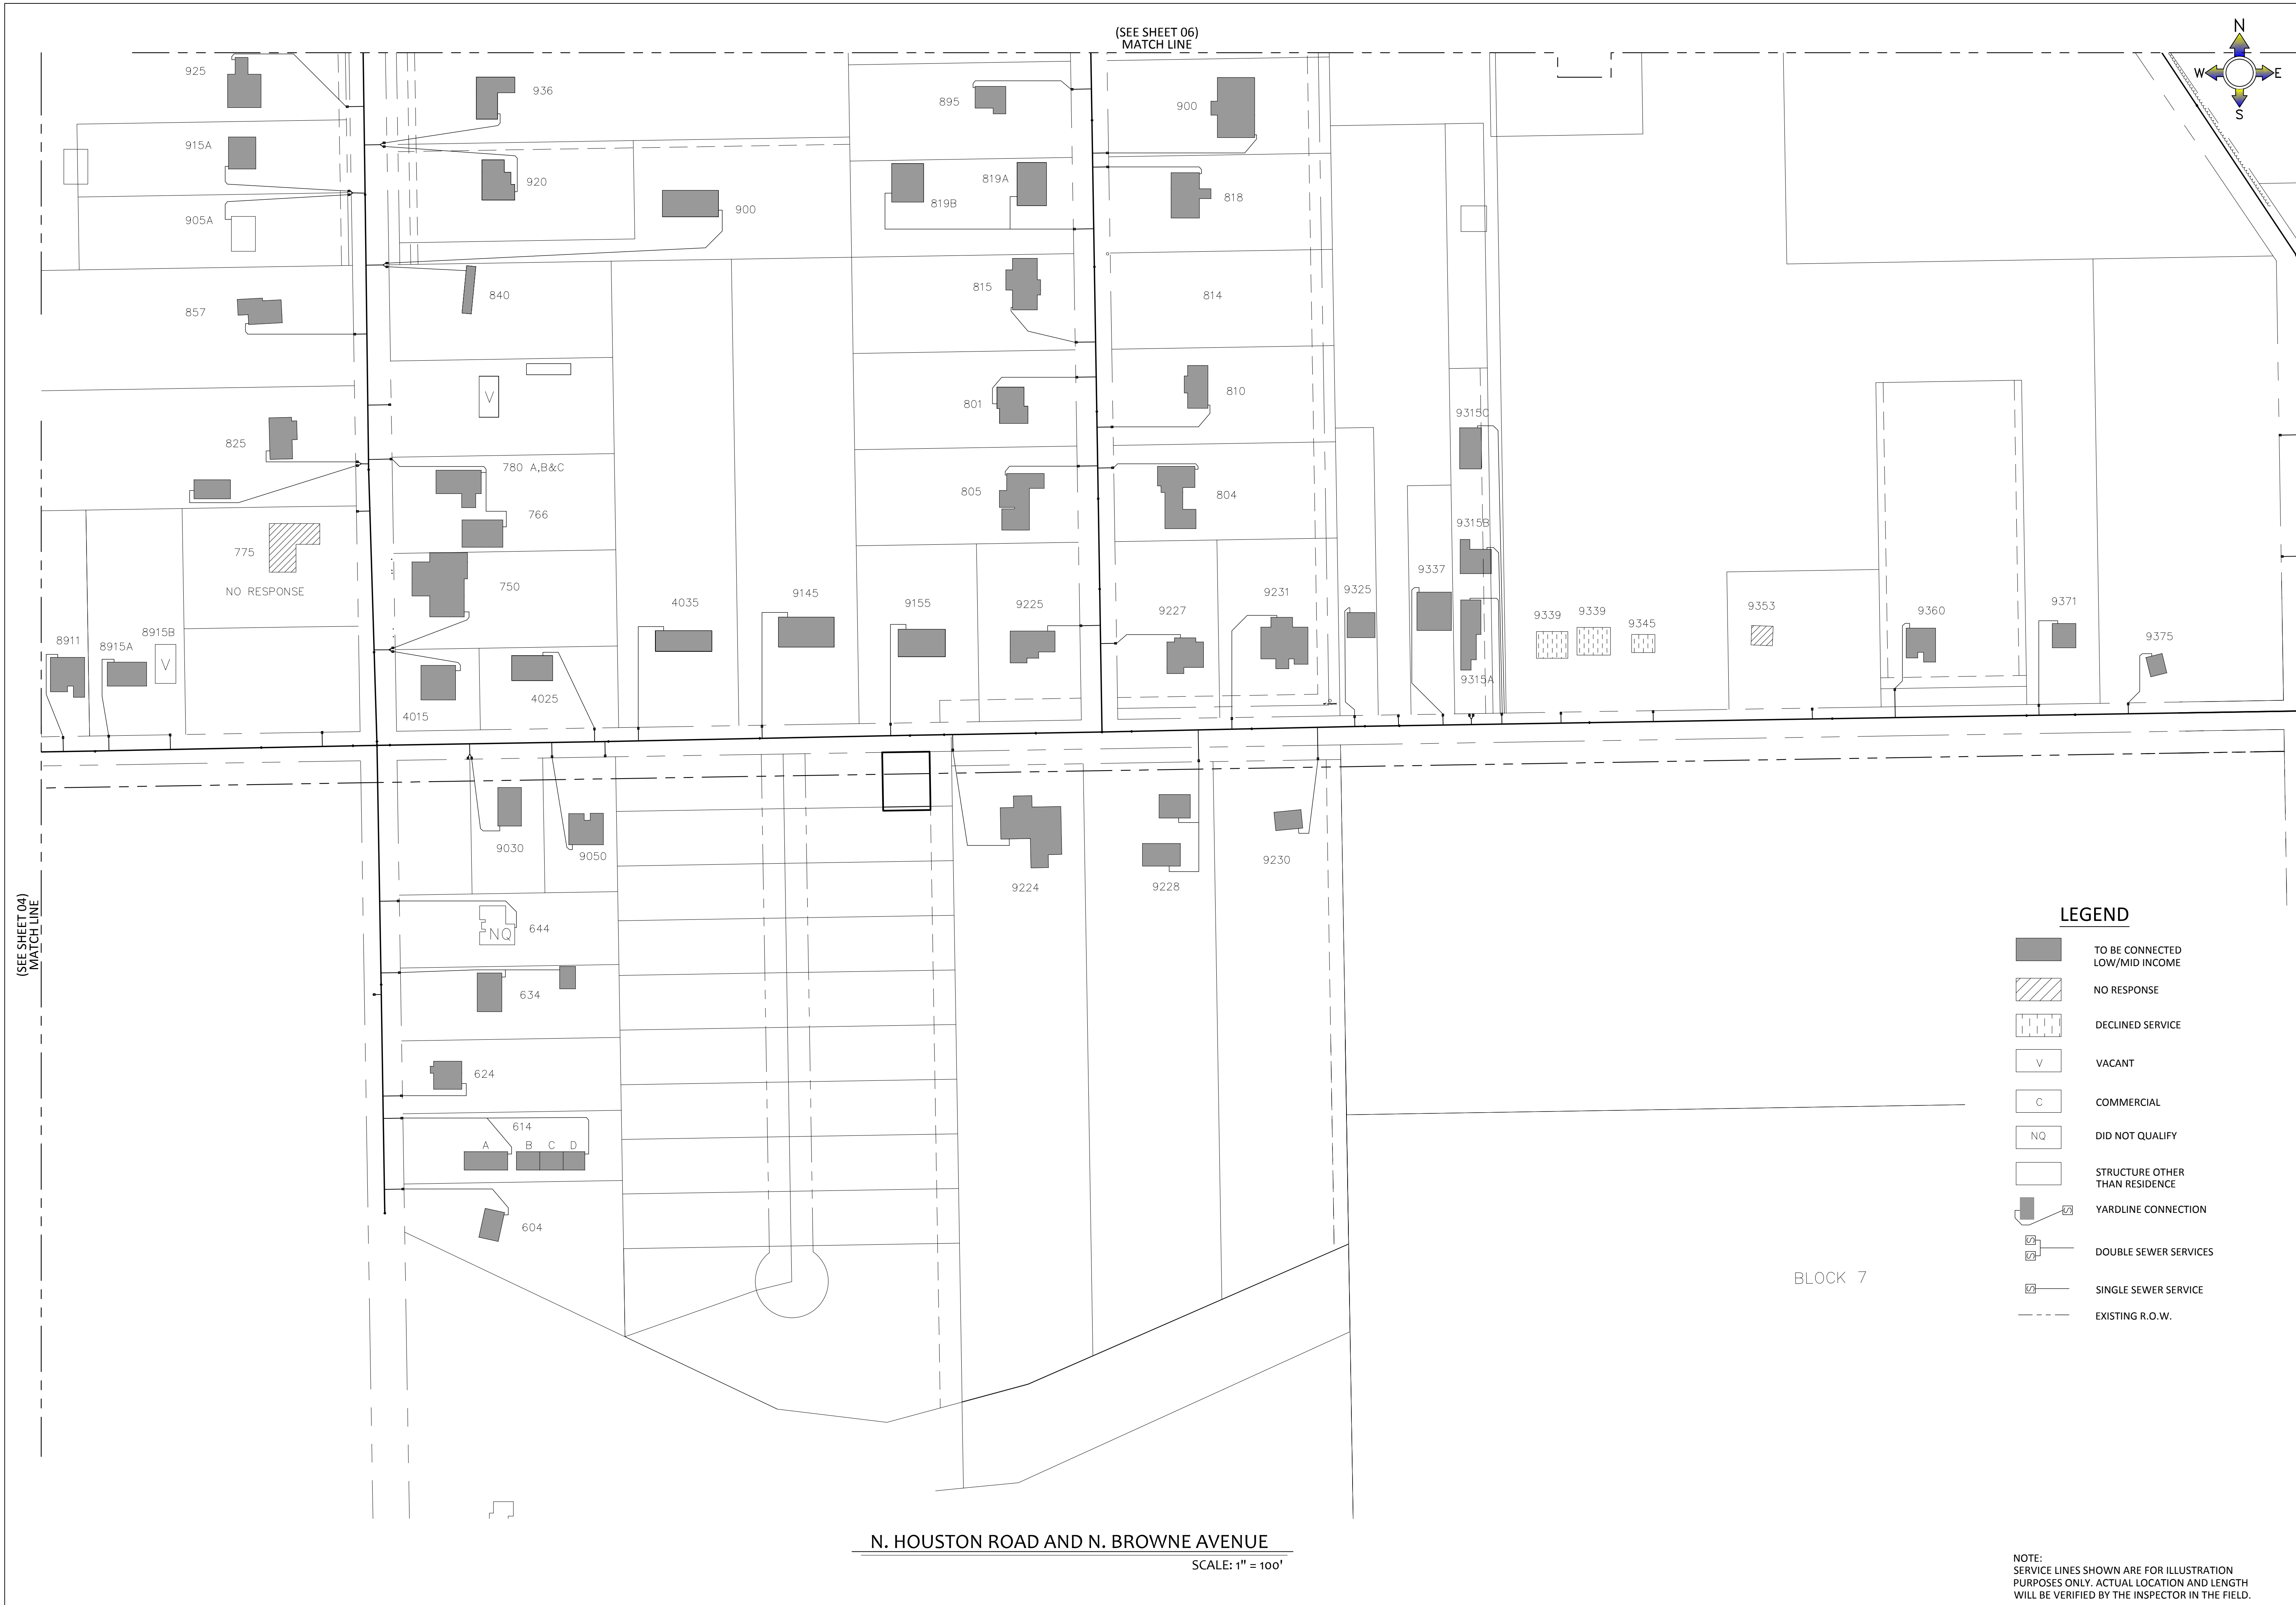 (SEE SHEET 06)
MATCH LINE
N
W
E
S
925
936
895
900
915A
920
819A
818
905A
900
819B
857
840
815
814
825
V
801
810
9315C
780 A,B&C
805
804
766
775
9315B
NO RESPONSE
750
4035
9145
9155
9225
9227
9231
9325
9337
9339
9339
9345
9353
9360
9371
8911
8915A
8915B
V
4015
4025
9315A
9375
9030
9050
9224
9228
9230
(SEE SHEET 04)
MATCH LINE
NQ
644
634
624
614
A
B
C
D
604
LEGEND
TO BE CONNECTED
LOW/MID INCOME
NO RESPONSE
DECLINED SERVICE
V
VACANT
C
COMMERCIAL
NQ
DID NOT QUALIFY
STRUCTURE OTHER
THAN RESIDENCE
S
YARDLINE CONNECTION
S
S
DOUBLE SEWER SERVICES
S
SINGLE SEWER SERVICE
EXISTING R.O.W.
BLOCK 7
N. HOUSTON ROAD AND N. BROWNE AVENUE
SCALE: 1" = 100'
NOTE:
SERVICE LINES SHOWN ARE FOR ILLUSTRATION
PURPOSES ONLY. ACTUAL LOCATION AND LENGTH
WILL BE VERIFIED BY THE INSPECTOR IN THE FIELD.